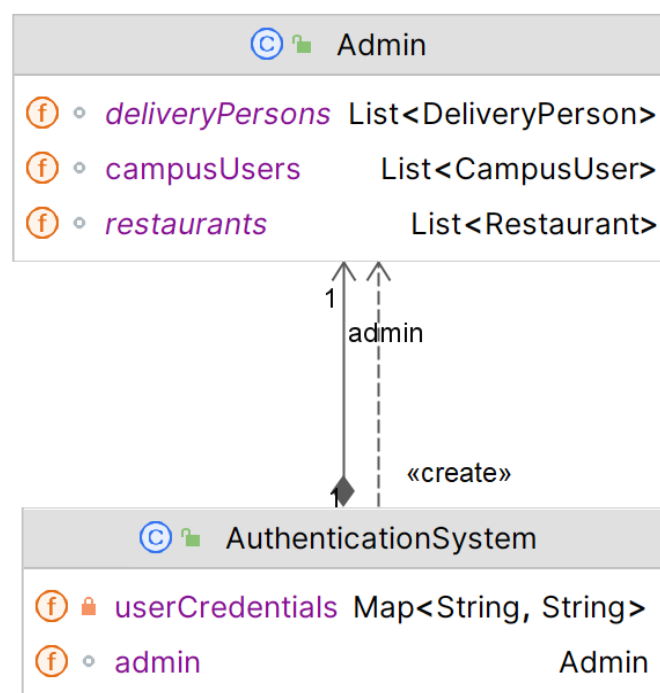 Admin
deliveryPersons List<DeliveryPerson>
campusUsers List<CampusUser>
restaurants List<Restaurant>
1
admin
«create»
1
AuthenticationSystem
userCredentials Map<String, String>
admin Admin